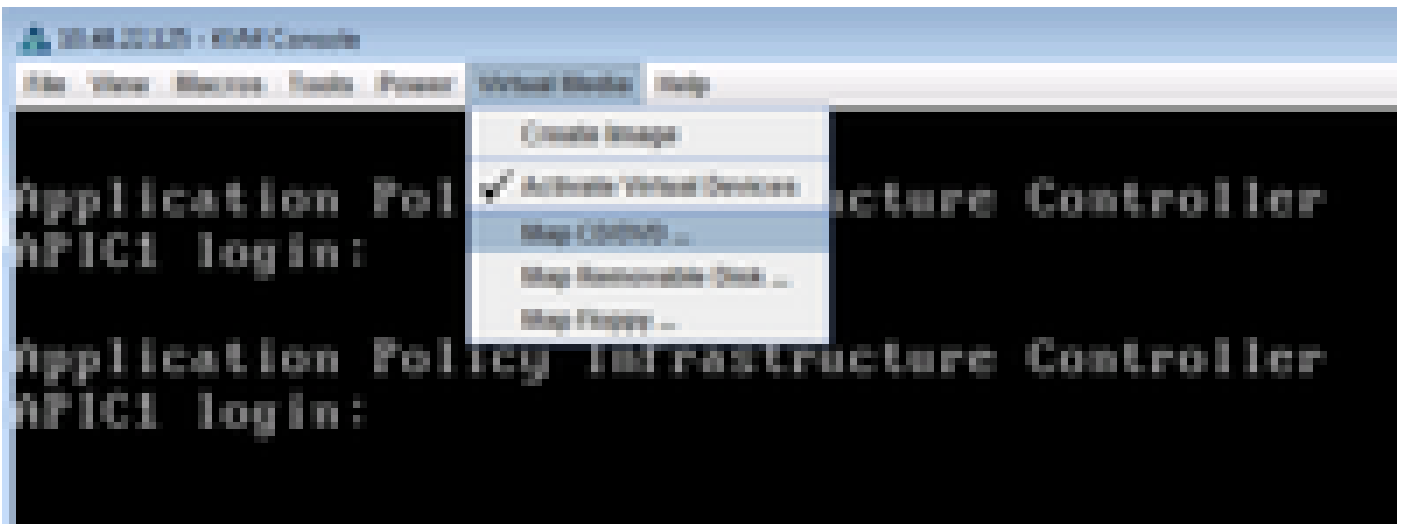 - KVM Console
File View Macros Tools Power Virtual Media Help
Create Image
✓ Activate Virtual Devices
Map CD/DVD ...
Map Removable Disk ...
Map Floppy ...
Application Pol cture Controller
APIC1 login:
Application Policy Infrastructure Controller
APIC1 login: